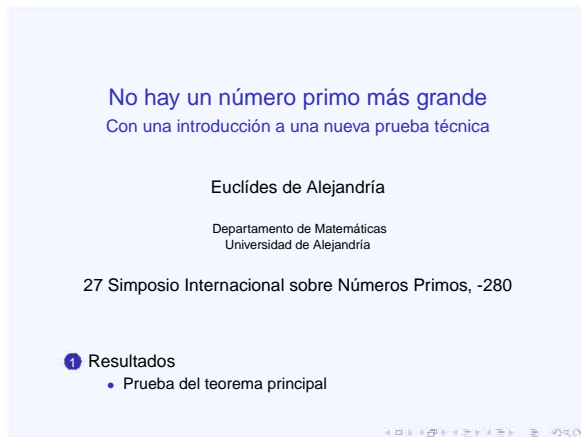 No hay un número primo más grande
Con una introducción a una nueva prueba técnica
Euclídes de Alejandría
Departamento de Matemáticas
Universidad de Alejandría
27 Simposio Internacional sobre Números Primos, -280
1 Resultados
• Prueba del teorema principal